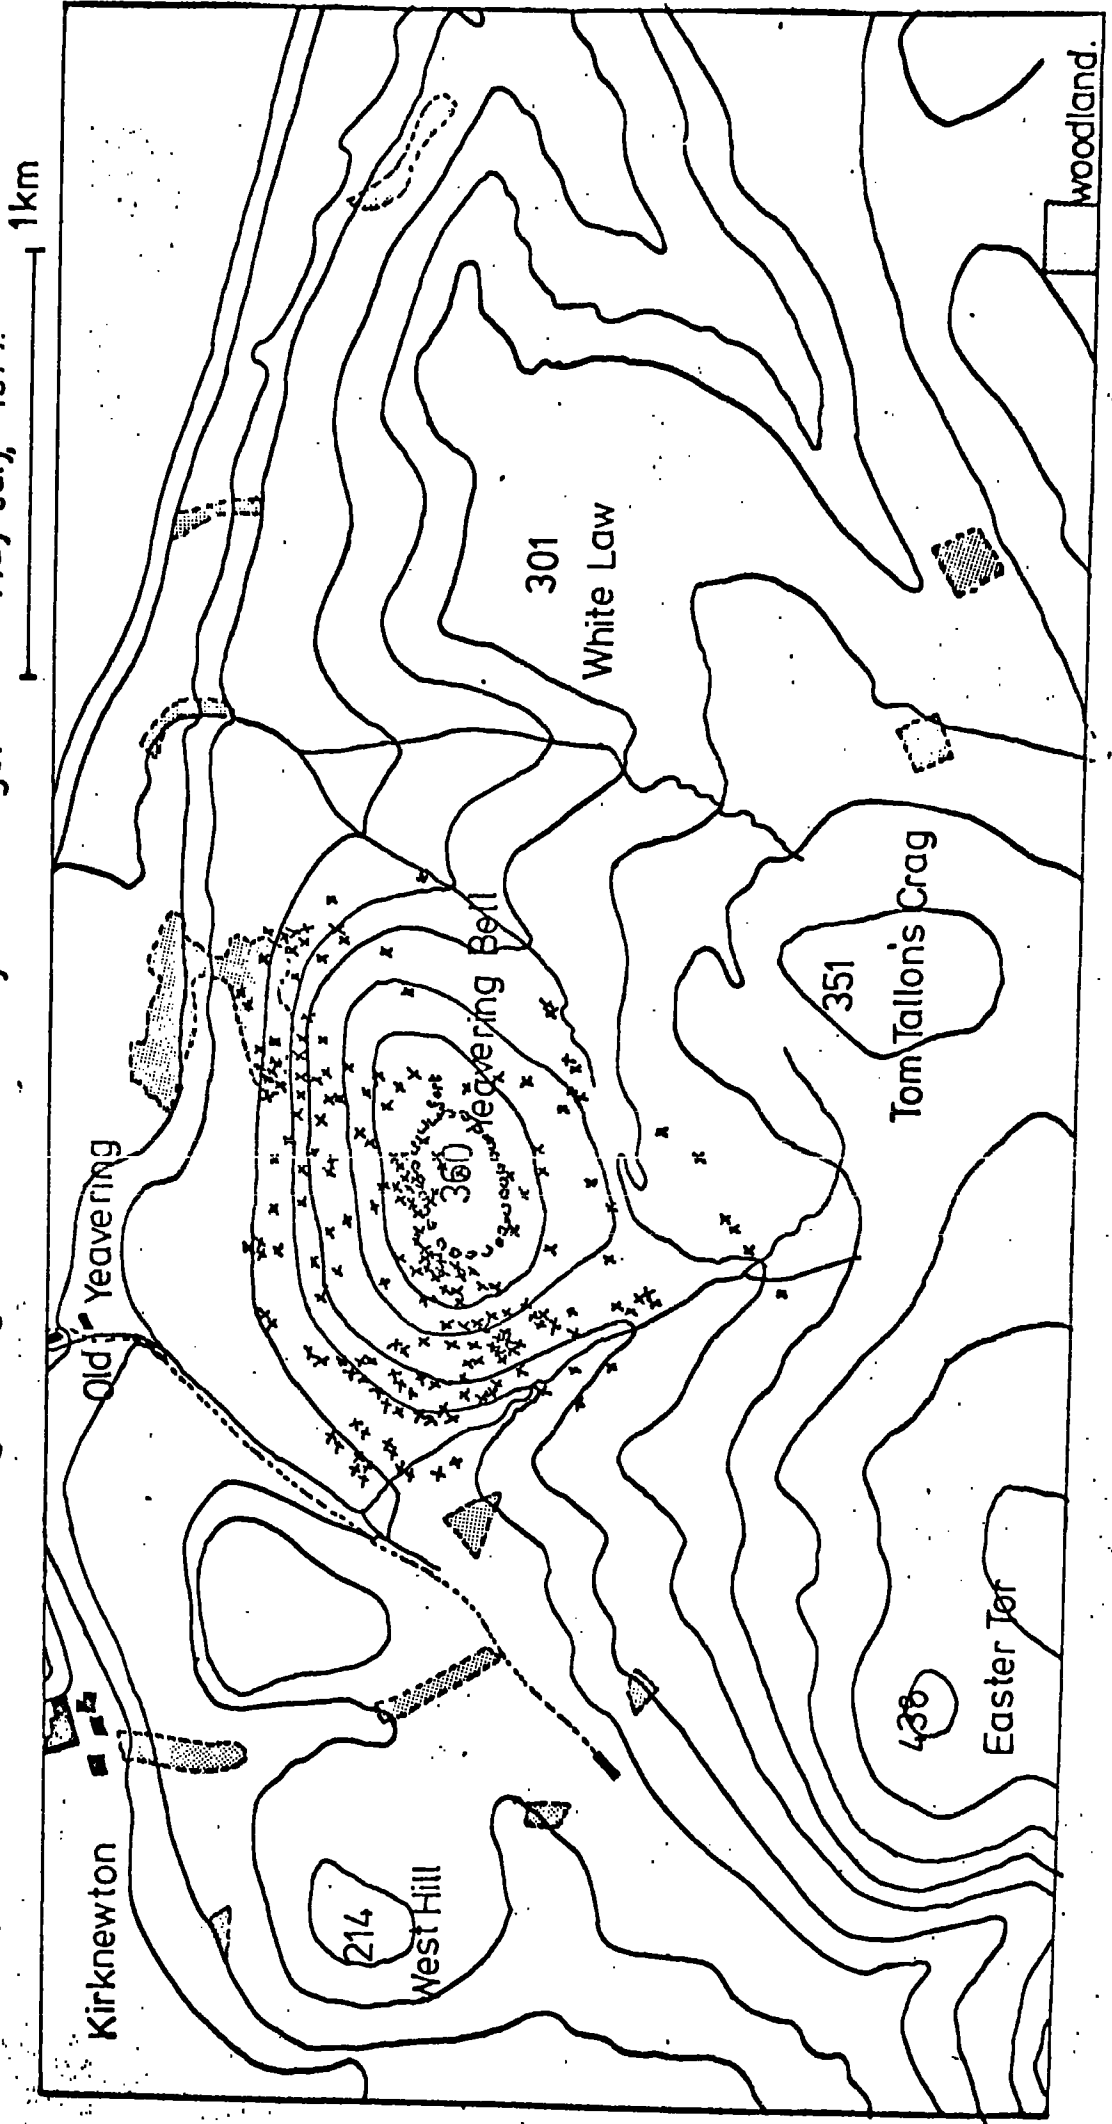 1km
Kirknewton
Old Yeavering
214
West Hill
360
fort
Yeavering Bell
301
White Law
438
Easter Tor
351
Tom Tallon's Crag
woodland.